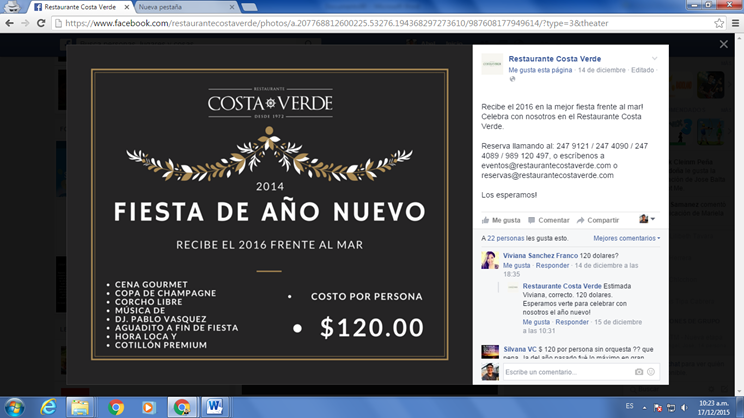 Restaurante Costa Verde
Nueva pestaña
https://www.facebook.com/restaurantecostaverde/photos/a.207768812600225.53276.194368297273610/987608177949614/?type=3&theater
RESTAURANTE
COSTA VERDE
DESDE 1972
2014
FIESTA DE AÑO NUEVO
RECIBE EL 2016 FRENTE AL MAR
• CENA GOURMET
• COPA DE CHAMPAGNE
• CORCHO LIBRE
• MÚSICA DE
• DJ. PABLO VASQUEZ
• AGUADITO A FIN DE FIESTA
• HORA LOCA Y
• COTILLÓN PREMIUM
• COSTO POR PERSONA
• $120.00
Restaurante Costa Verde
Me gusta esta página · 14 de diciembre · Editado ·
Recibe el 2016 en la mejor fiesta frente al mar!
Celebra con nosotros en el Restaurante Costa
Verde.
Reserva llamando al: 247 9121 / 247 4090 / 247
4089 / 989 120 497, o escríbenos a
eventos@restaurantecostaverde.com o
reservas@restaurantecostaverde.com
Los esperamos!
Me gusta Comentar Compartir
A 22 personas les gusta esto.
Mejores comentarios
Viviana Sanchez Franco 120 dolares?
Me gusta · Responder · 14 de diciembre a las
18:35
Restaurante Costa Verde Estimada
Viviana, correcto. 120 dolares.
Esperamos verte para celebrar con
nosotros el año nuevo!
Me gusta · Responder · 15 de diciembre a
las 10:51
Silvana VC $ 120 por persona sin orquesta ?? que
pena , la del año pasado fue lo máximo en gran
Escribe un comentario...
ES
10:23 a.m.
17/12/2015